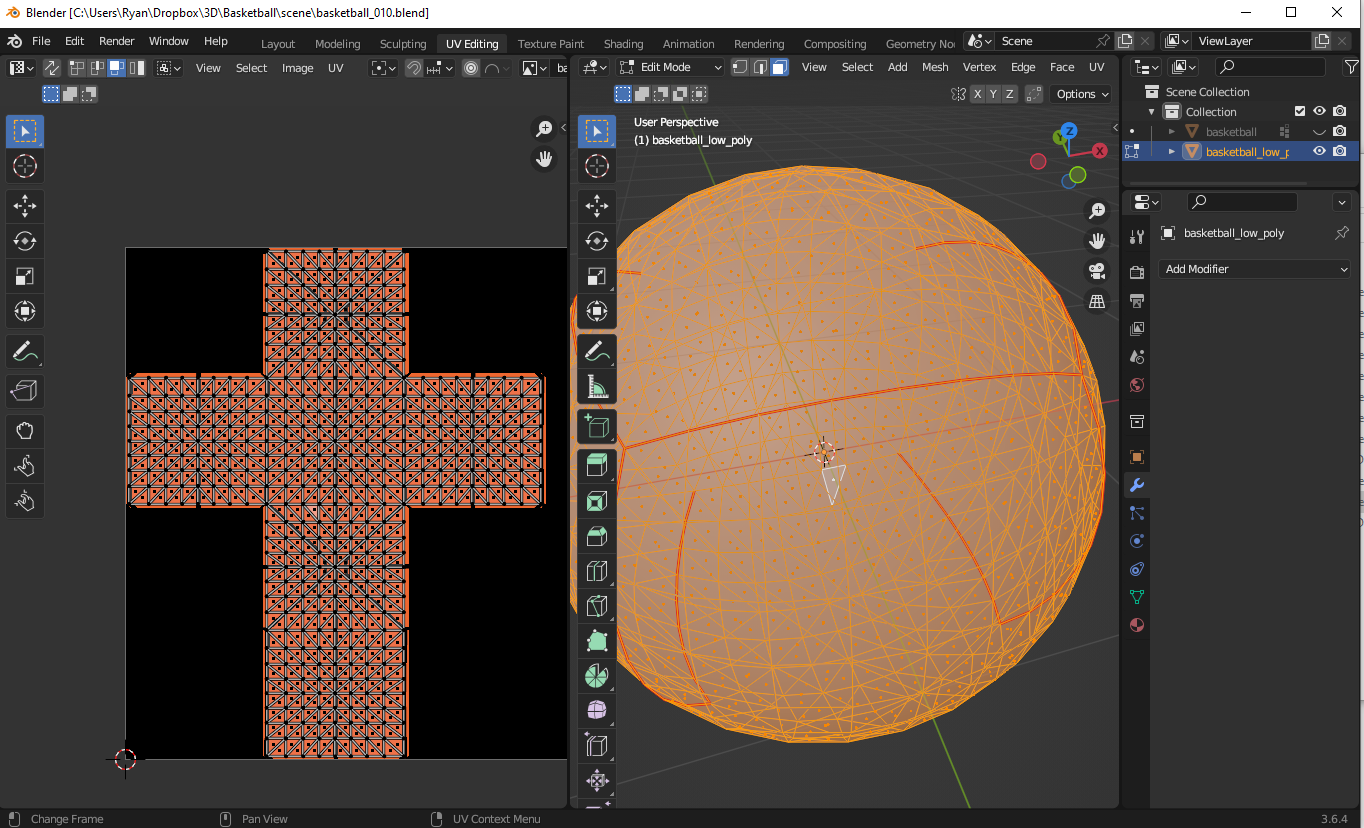 Blender [C:\Users\Ryan\Dropbox\3D\Basketball\scene\basketball_010.blend]
File Edit Render Window Help Layout Modeling Sculpting UV Editing Texture Paint Shading Animation Rendering Compositing Geometry No Scene ViewLayer
View Select Image UV ba Edit Mode View Select Add Mesh Vertex Edge Face UV
X Y Z Options
User Perspective
(1) basketball_low_poly
Z
Y
X
Scene Collection
Collection
basketball
basketball_low_p
basketball_low_poly
Add Modifier
Change Frame Pan View UV Context Menu 3.6.4